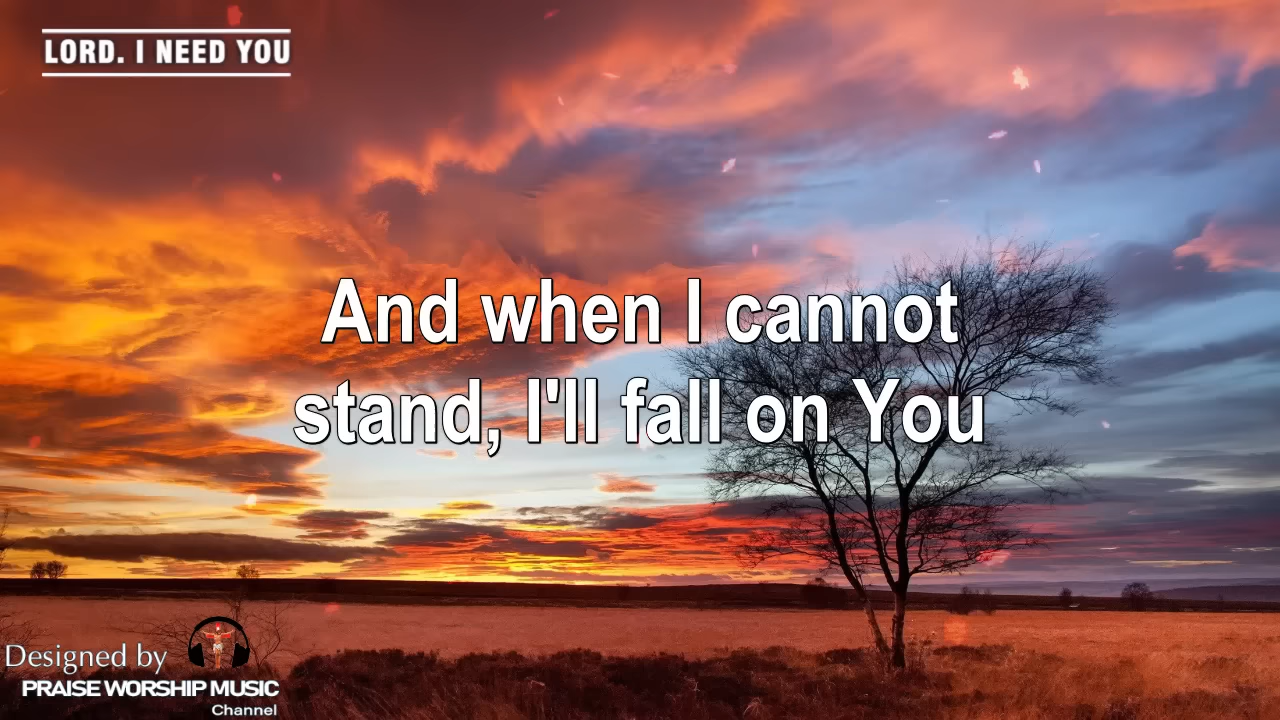 LORD. I NEED YOU
And when I cannot
stand, I'll fall on You
Designed by
PRAISE WORSHIP MUSIC
Channel